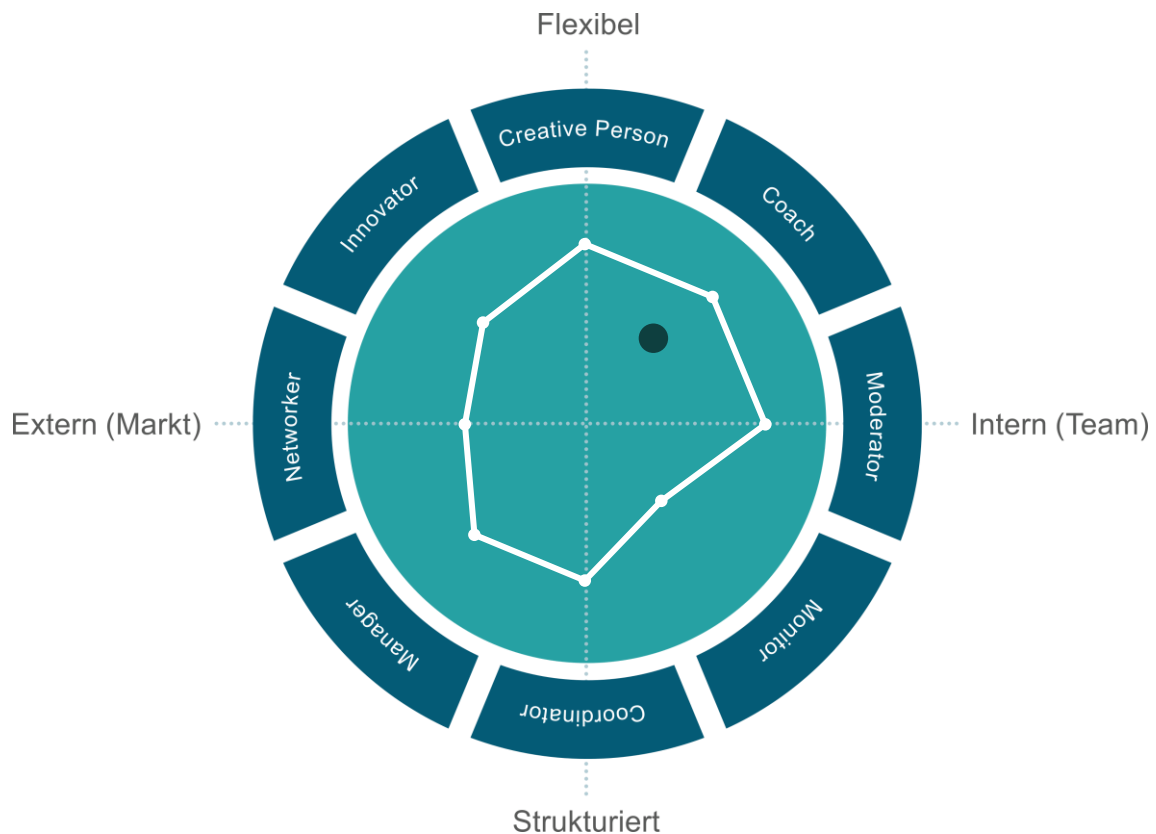 Flexibel
Creative Person
Innovator
Coach
Networker
Moderator
Extern (Markt)
Intern (Team)
Manager
Monitor
Coordinator
Strukturiert